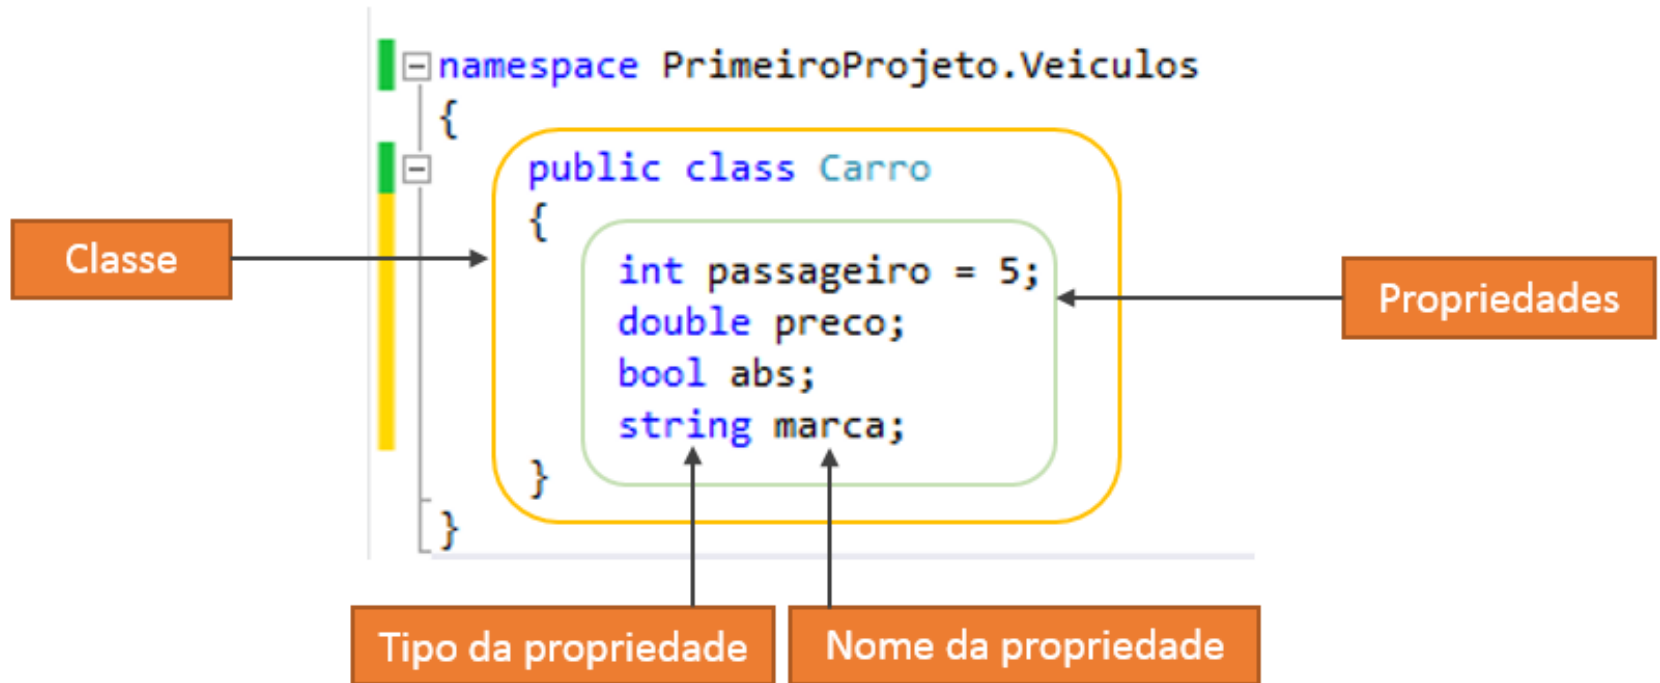 namespace PrimeiroProjeto.Veiculos
{
public class Carro
{
Classe
int passageiro = 5;
Propriedades
double preco;
bool abs;
string marca;
}
}
Tipo da propriedade
Nome da propriedade